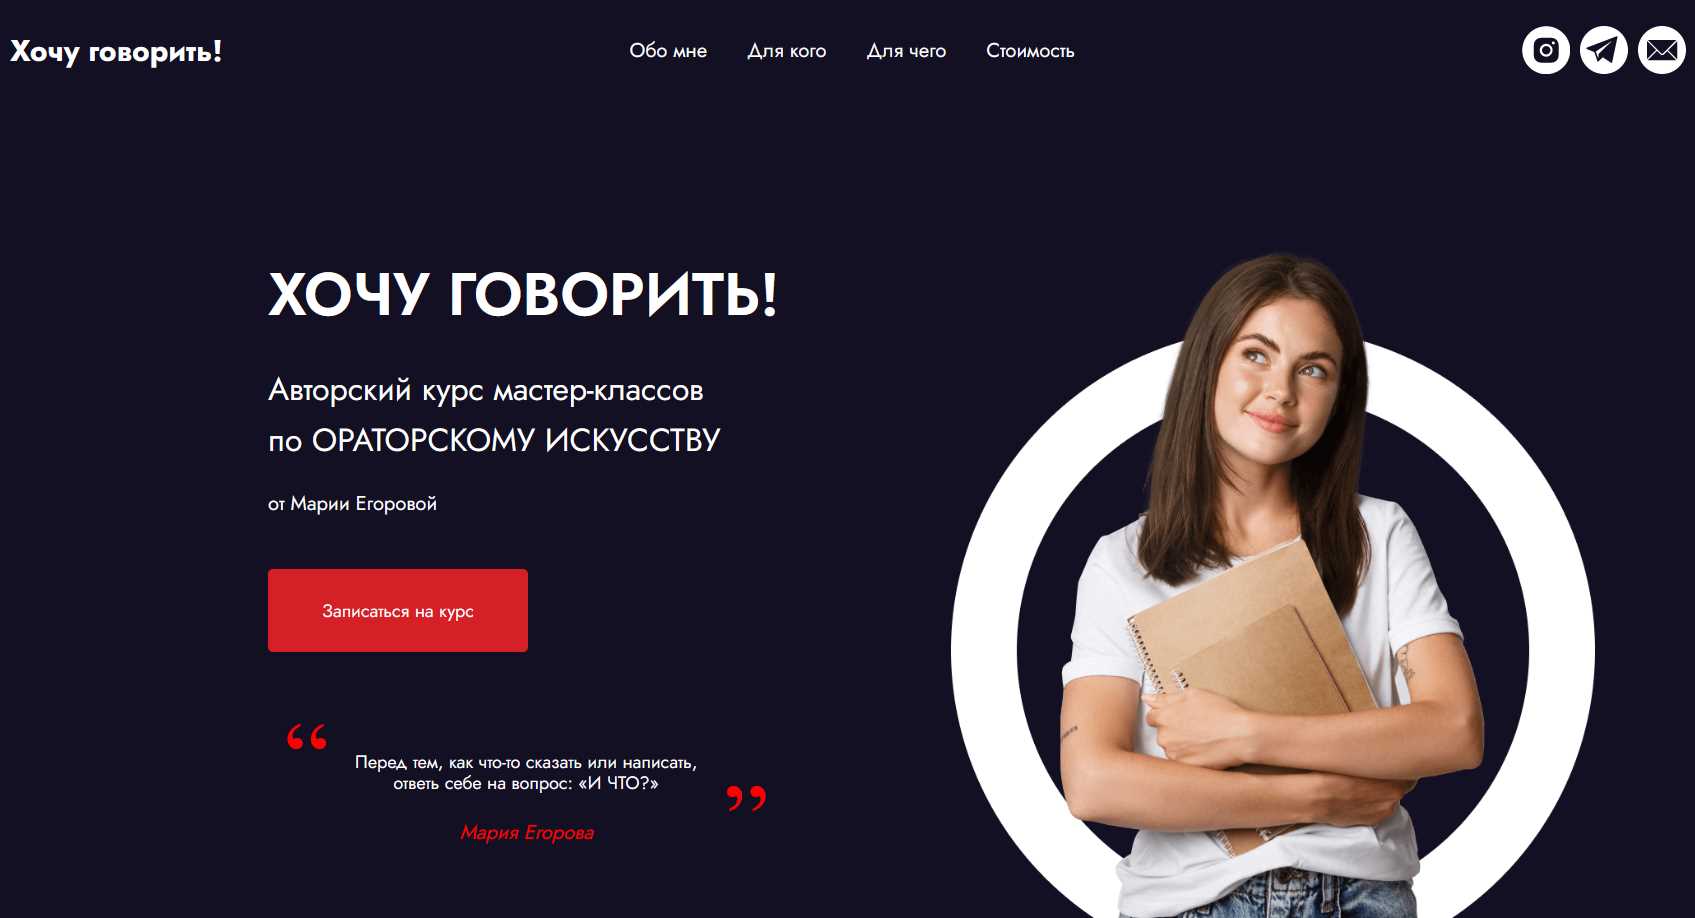 Хочу говорить!
Обо мне
Для кого
Для чего
Стоимость
ХОЧУ ГОВОРИТЬ!
Авторский курс мастер-классов
по ОРАТОРСКОМУ ИСКУССТВУ
от Марии Егоровой
Записаться на курс
“
Перед тем, как что-то сказать или написать,
ответь себе на вопрос: «И ЧТО?»
”
Мария Егорова